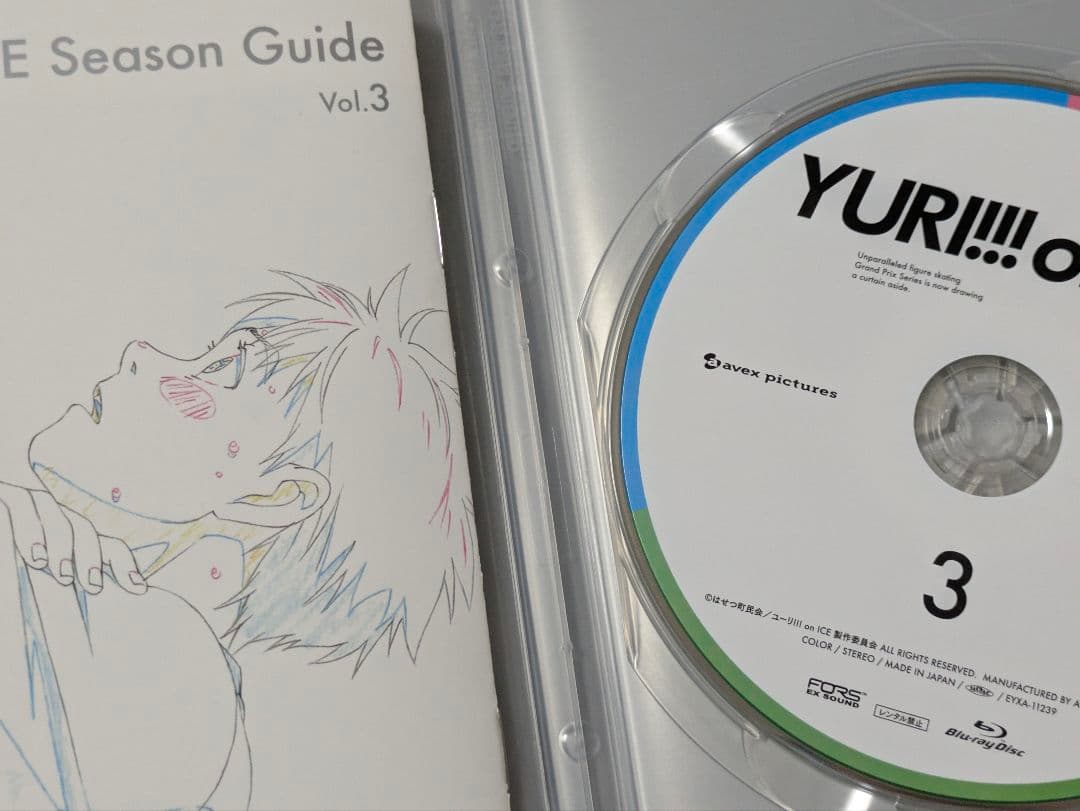 E Season Guide
Vol.3
YURI!!! o
Unparalleled figure skating
Grand Prix Series is now drawing
a curtain aside.
avex pictures
3
©はせつ町民会/ユーリ!!! on ICE 製作委員会 ALL RIGHTS RESERVED. MANUFACTURED BY A
COLOR / STEREO / MADE IN JAPAN / / EYXA-11239
FORS™
EX SOUND
レンタル禁止
Blu-ray Disc